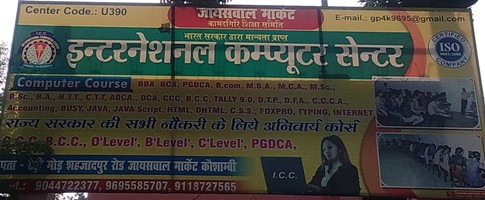 Center Code.: U390
जायसवाल मार्केट
कामदगिरि शिक्षा समिति
E-mail.: gp4k9695@gmail.com
भारत सरकार द्वारा मान्यता प्राप्त
इन्टरनेशनल कम्प्यूटर सेन्टर
CERTIFIED
ISO
COMPANY
Computer Course BBA, BCA, PGDCA, B.com, M.B.A., M.C.A., M.Sc.,
B.Sc., B.A., N.T.T., C.T.T, ADCA., DCA, CCC, B.C.C, TALLY 9.0, D.T.P., D.F.A., C.C.C.A.,
Accounting, BUSY, JAVA, JAVA Script, HTML, DHTML, C.S.S., FOXPRO, TYPING, INTERNET
राज्य सरकार की सभी नौकरी के लिये अनिवार्य कोर्स
C.C.C., B.C.C., O'Level', B'Level', C'Level', PGDCA,
पता - मोड़ शहजादपुर रोड जायसवाल मार्केट कौशाम्बी
9044722377, 9695585707, 9118727565
I.C.C.